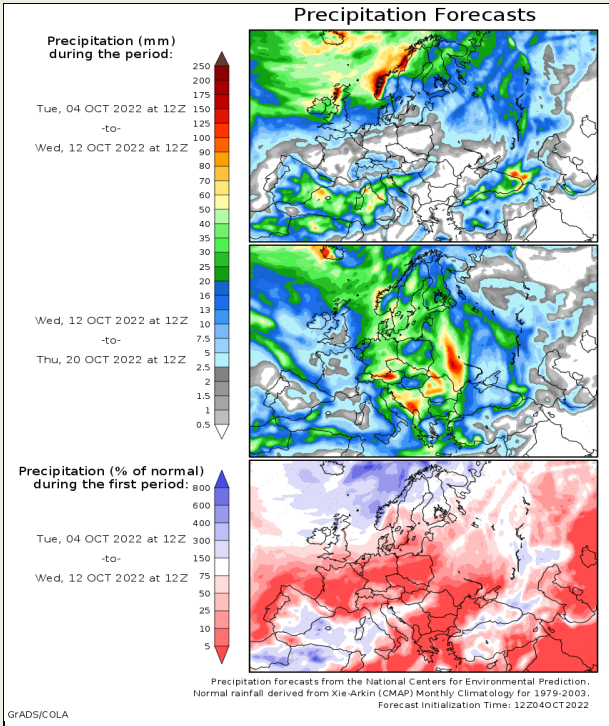 Precipitation Forecasts
Precipitation (mm)
during the period:
Tue, 04 OCT 2022 at 12Z
-to-
Wed, 12 OCT 2022 at 12Z
250
200
175
150
125
100
90
80
70
60
50
40
35
30
25
20
16
13
10
7.5
5
2.5
2
1.5
1
0.5
Wed, 12 OCT 2022 at 12Z
-to-
Thu, 20 OCT 2022 at 12Z
Precipitation (% of normal)
during the first period:
Tue, 04 OCT 2022 at 12Z
-to-
Wed, 12 OCT 2022 at 12Z
800
600
400
300
150
75
50
25
10
5
Precipitation forecasts from the National Centers for Environmental Prediction.
Normal rainfall derived from Xie-Arkin (CMAP) Monthly Climatology for 1979-2003.
Forecast Initialization Time: 12Z04OCT2022
GrADS/COLA